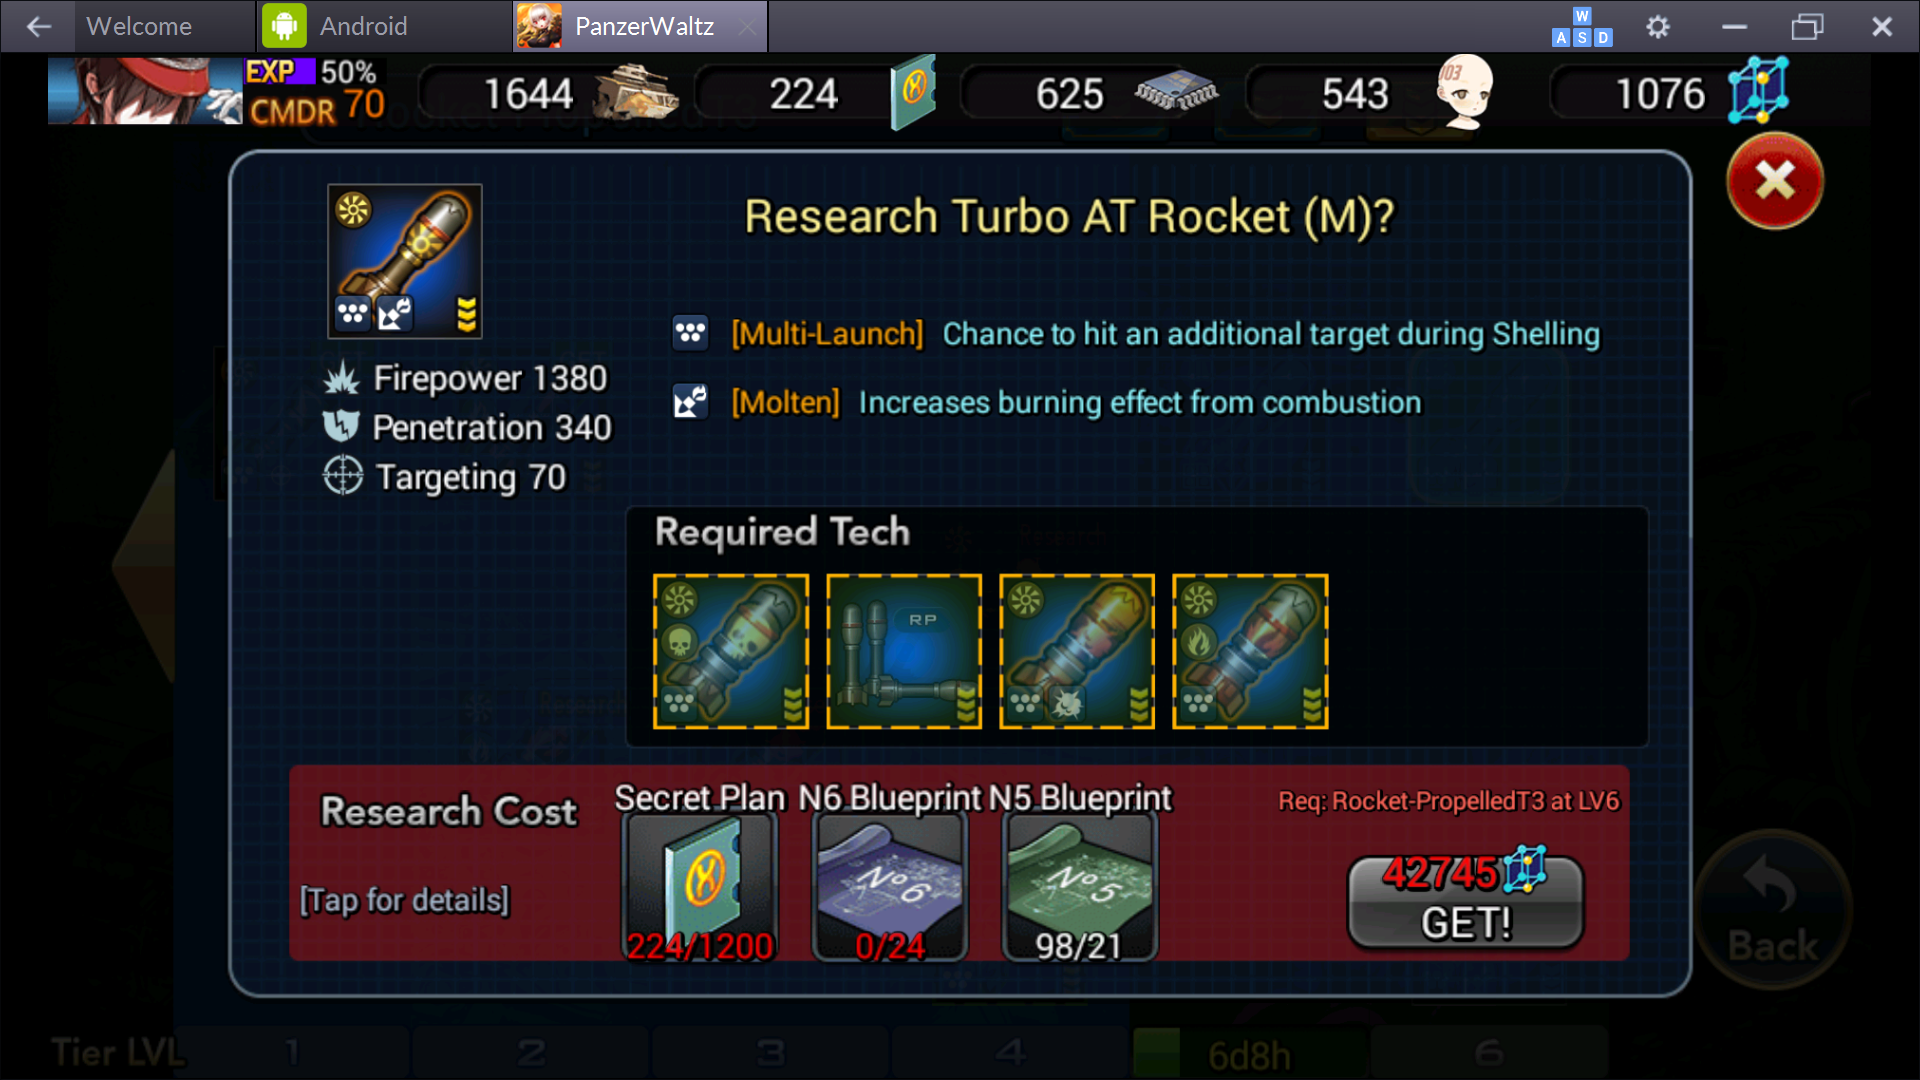 Welcome
Android
PanzerWaltz
W
A S D
EXP 50%
CMDR 70
1644
224
625
103
543
1076
Research Turbo AT Rocket (M)?
[Multi-Launch] Chance to hit an additional target during Shelling
[Molten] Increases burning effect from combustion
Firepower 1380
Penetration 340
Targeting 70
Required Tech
RP
Research Cost
[Tap for details]
Secret Plan
N6 Blueprint
N5 Blueprint
No6
No5
224/1200
0/24
98/21
Req: Rocket-PropelledT3 at LV6
42745
GET!
Back
Tier LVL
1
2
3
4
6d8h
6